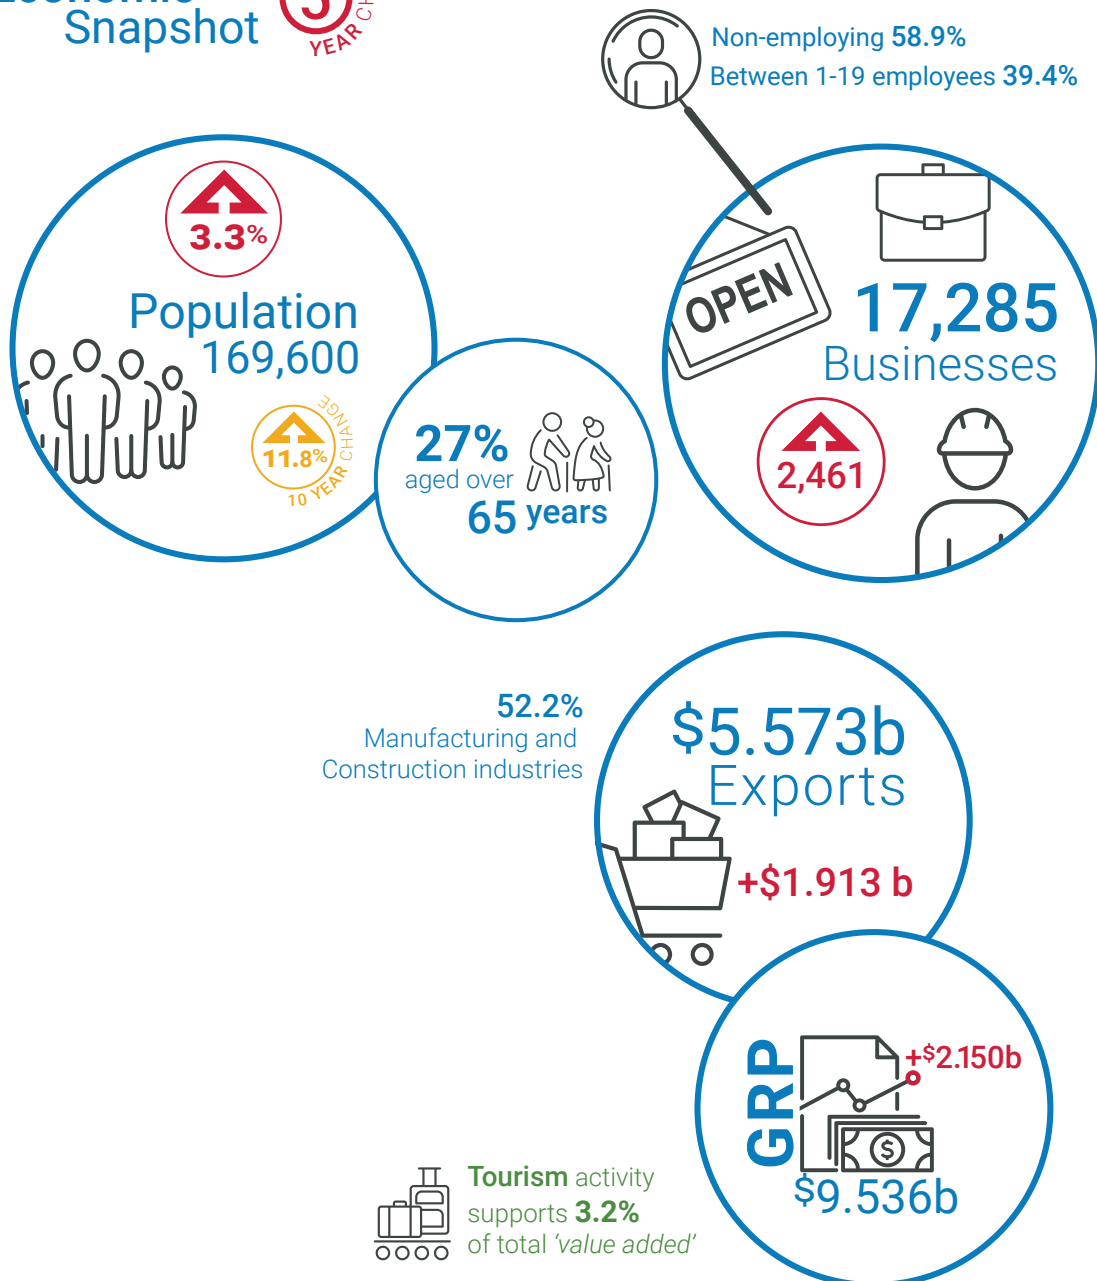 Economic
Snapshot
5
YEAR
Non-employing 58.9%
Between 1-19 employees 39.4%
3.3%
Population
169,600
11.8%
10 YEAR CHANGE
27%
aged over
65 years
OPEN
17,285
Businesses
2,461
52.2%
Manufacturing and
Construction industries
$5.573b
Exports
+$1.913 b
GRP
+$2.150b
$
$9.536b
Tourism activity
supports 3.2%
of total ‘value added’